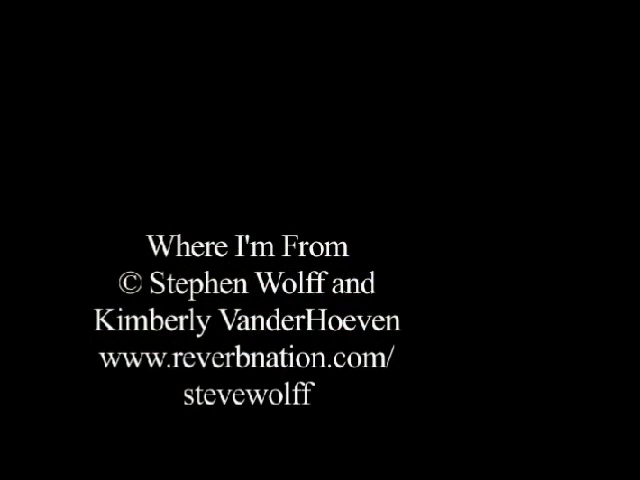 Where I'm From
© Stephen Wolff and
Kimberly VanderHoeven
www.reverbnation.com/
stevewolff